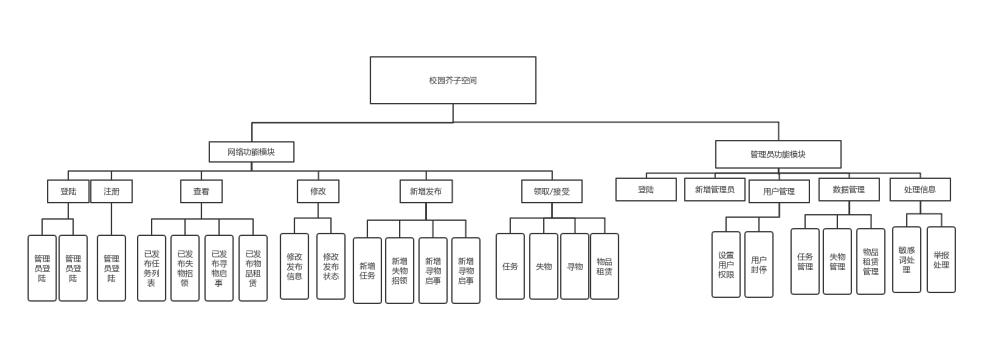 校园芥子空间
网络功能模块
管理员功能模块
登陆
注册
查看
修改
新增发布
领取/接受
登陆
新增管理员
用户管理
数据管理
处理信息
管理
员登
陆
管理
员登
陆
管理
员登
陆
已发
布任
务列
表
已发
布失
物招
领
已发
布寻
物启
事
已发
布物
品租
赁
修改
发布
信息
修改
发布
状态
新增
任务
新增
失物
招领
新增
寻物
启事
新增
寻物
启事
任务
失物
寻物
物品
租赁
设置
用户
权限
用户
封停
任务
管理
失物
管理
物品
租赁
管理
敏感
词处
理
举报
处理